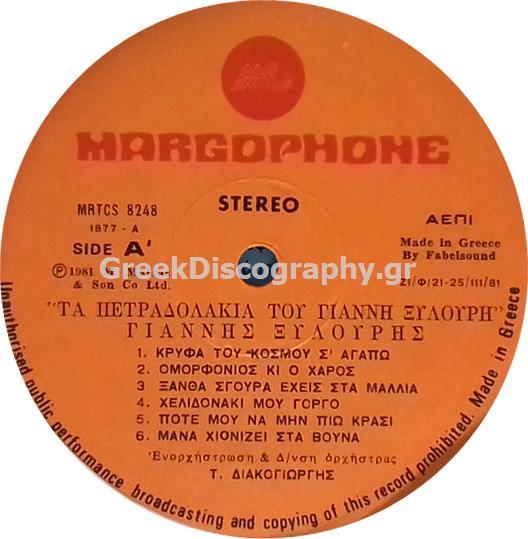 MARGOPHONE
MRTCS 8248
1877 - A
STEREO
ΑΕΠΙ
SIDE A'
Made in Greece
By Fabelsound
Ⓟ 1981
& Son Co Ltd.
21/Φ/21-25/III/81
GreekDiscography.gr
"ΤΑ ΠΕΤΡΑΔΟΛΑΚΙΑ ΤΟΥ ΓΙΑΝΝΗ ΞΥΛΟΥΡΗ"
ΓΙΑΝΝΗΣ ΞΥΛΟΥΡΗΣ
1. ΚΡΥΦΑ ΤΟΥ ΚΟΣΜΟΥ Σ' ΑΓΑΠΩ
2. ΟΜΟΡΦΟΝΙΟΣ ΚΙ Ο ΧΑΡΟΣ
3 ΞΑΝΘΑ ΣΓΟΥΡΑ ΕΧΕΙΣ ΣΤΑ ΜΑΛΛΙΑ
4. ΧΕΛΙΔΟΝΑΚΙ ΜΟΥ ΓΟΡΓΟ
5. ΠΟΤΕ ΜΟΥ ΝΑ ΜΗΝ ΠΙΩ ΚΡΑΣΙ
6. ΜΑΝΑ ΧΙΟΝΙΖΕΙ ΣΤΑ ΒΟΥΝΑ
Ἐνορχήστρωση & Δ/νση ὀρχήστρας
Τ. ΔΙΑΚΟΓΙΩΡΓΗΣ
Unauthorised public performance broadcasting and copying of this record prohibited. Made in Greece